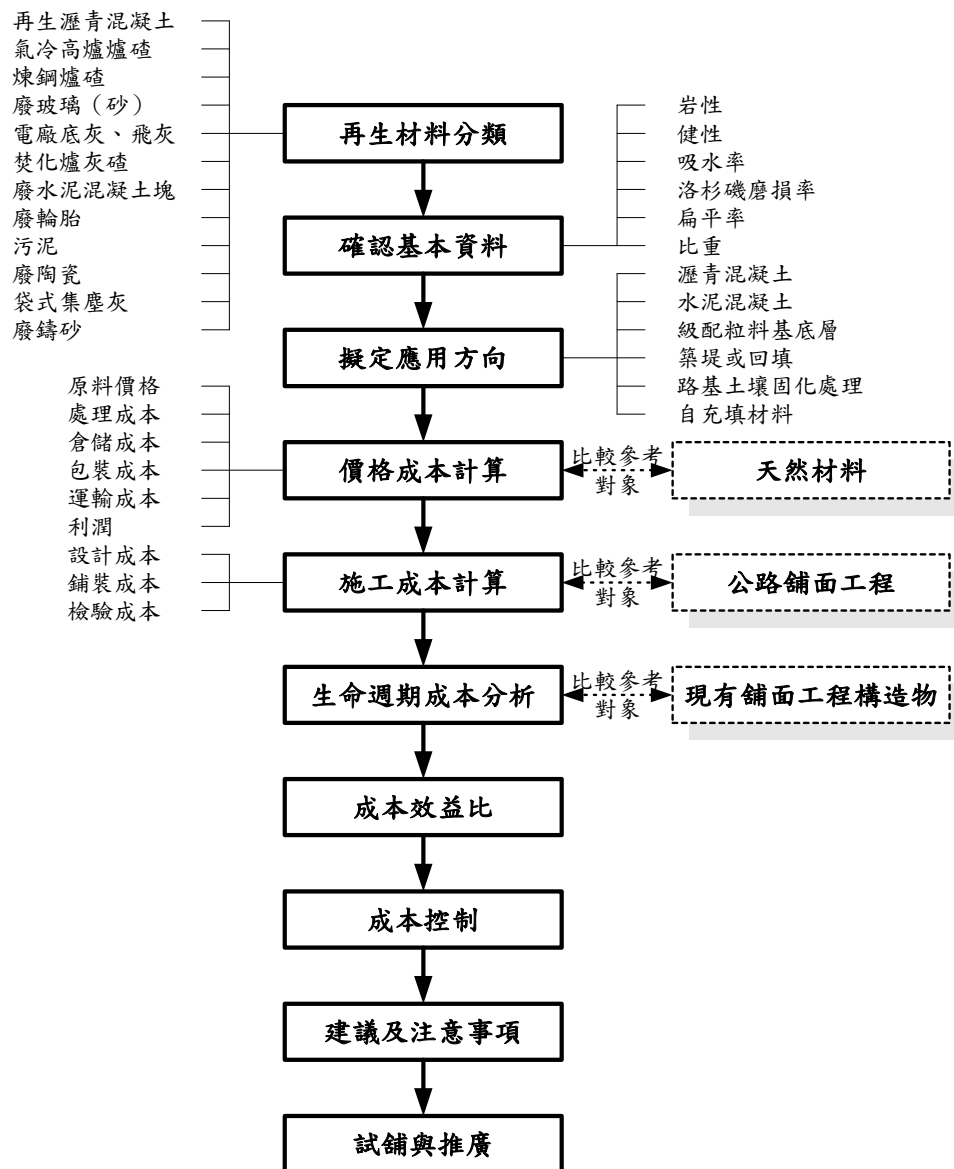 再生瀝青混凝土
氣冷高爐爐碴
煉鋼爐碴
廢玻璃（砂）
電廠底灰、飛灰
焚化爐灰碴
廢水泥混凝土塊
廢輪胎
污泥
廢陶瓷
袋式集塵灰
廢鑄砂
再生材料分類
岩性
健性
吸水率
洛杉磯磨損率
扁平率
比重
確認基本資料
瀝青混凝土
水泥混凝土
級配粒料基底層
築堤或回填
路基土壤固化處理
自充填材料
擬定應用方向
原料價格
處理成本
倉儲成本
包裝成本
運輸成本
利潤
價格成本計算
比較參考
對象
天然材料
設計成本
鋪裝成本
檢驗成本
施工成本計算
比較參考
對象
公路舖面工程
生命週期成本分析
比較參考
對象
現有舖面工程構造物
成本效益比
成本控制
建議及注意事項
試舖與推廣